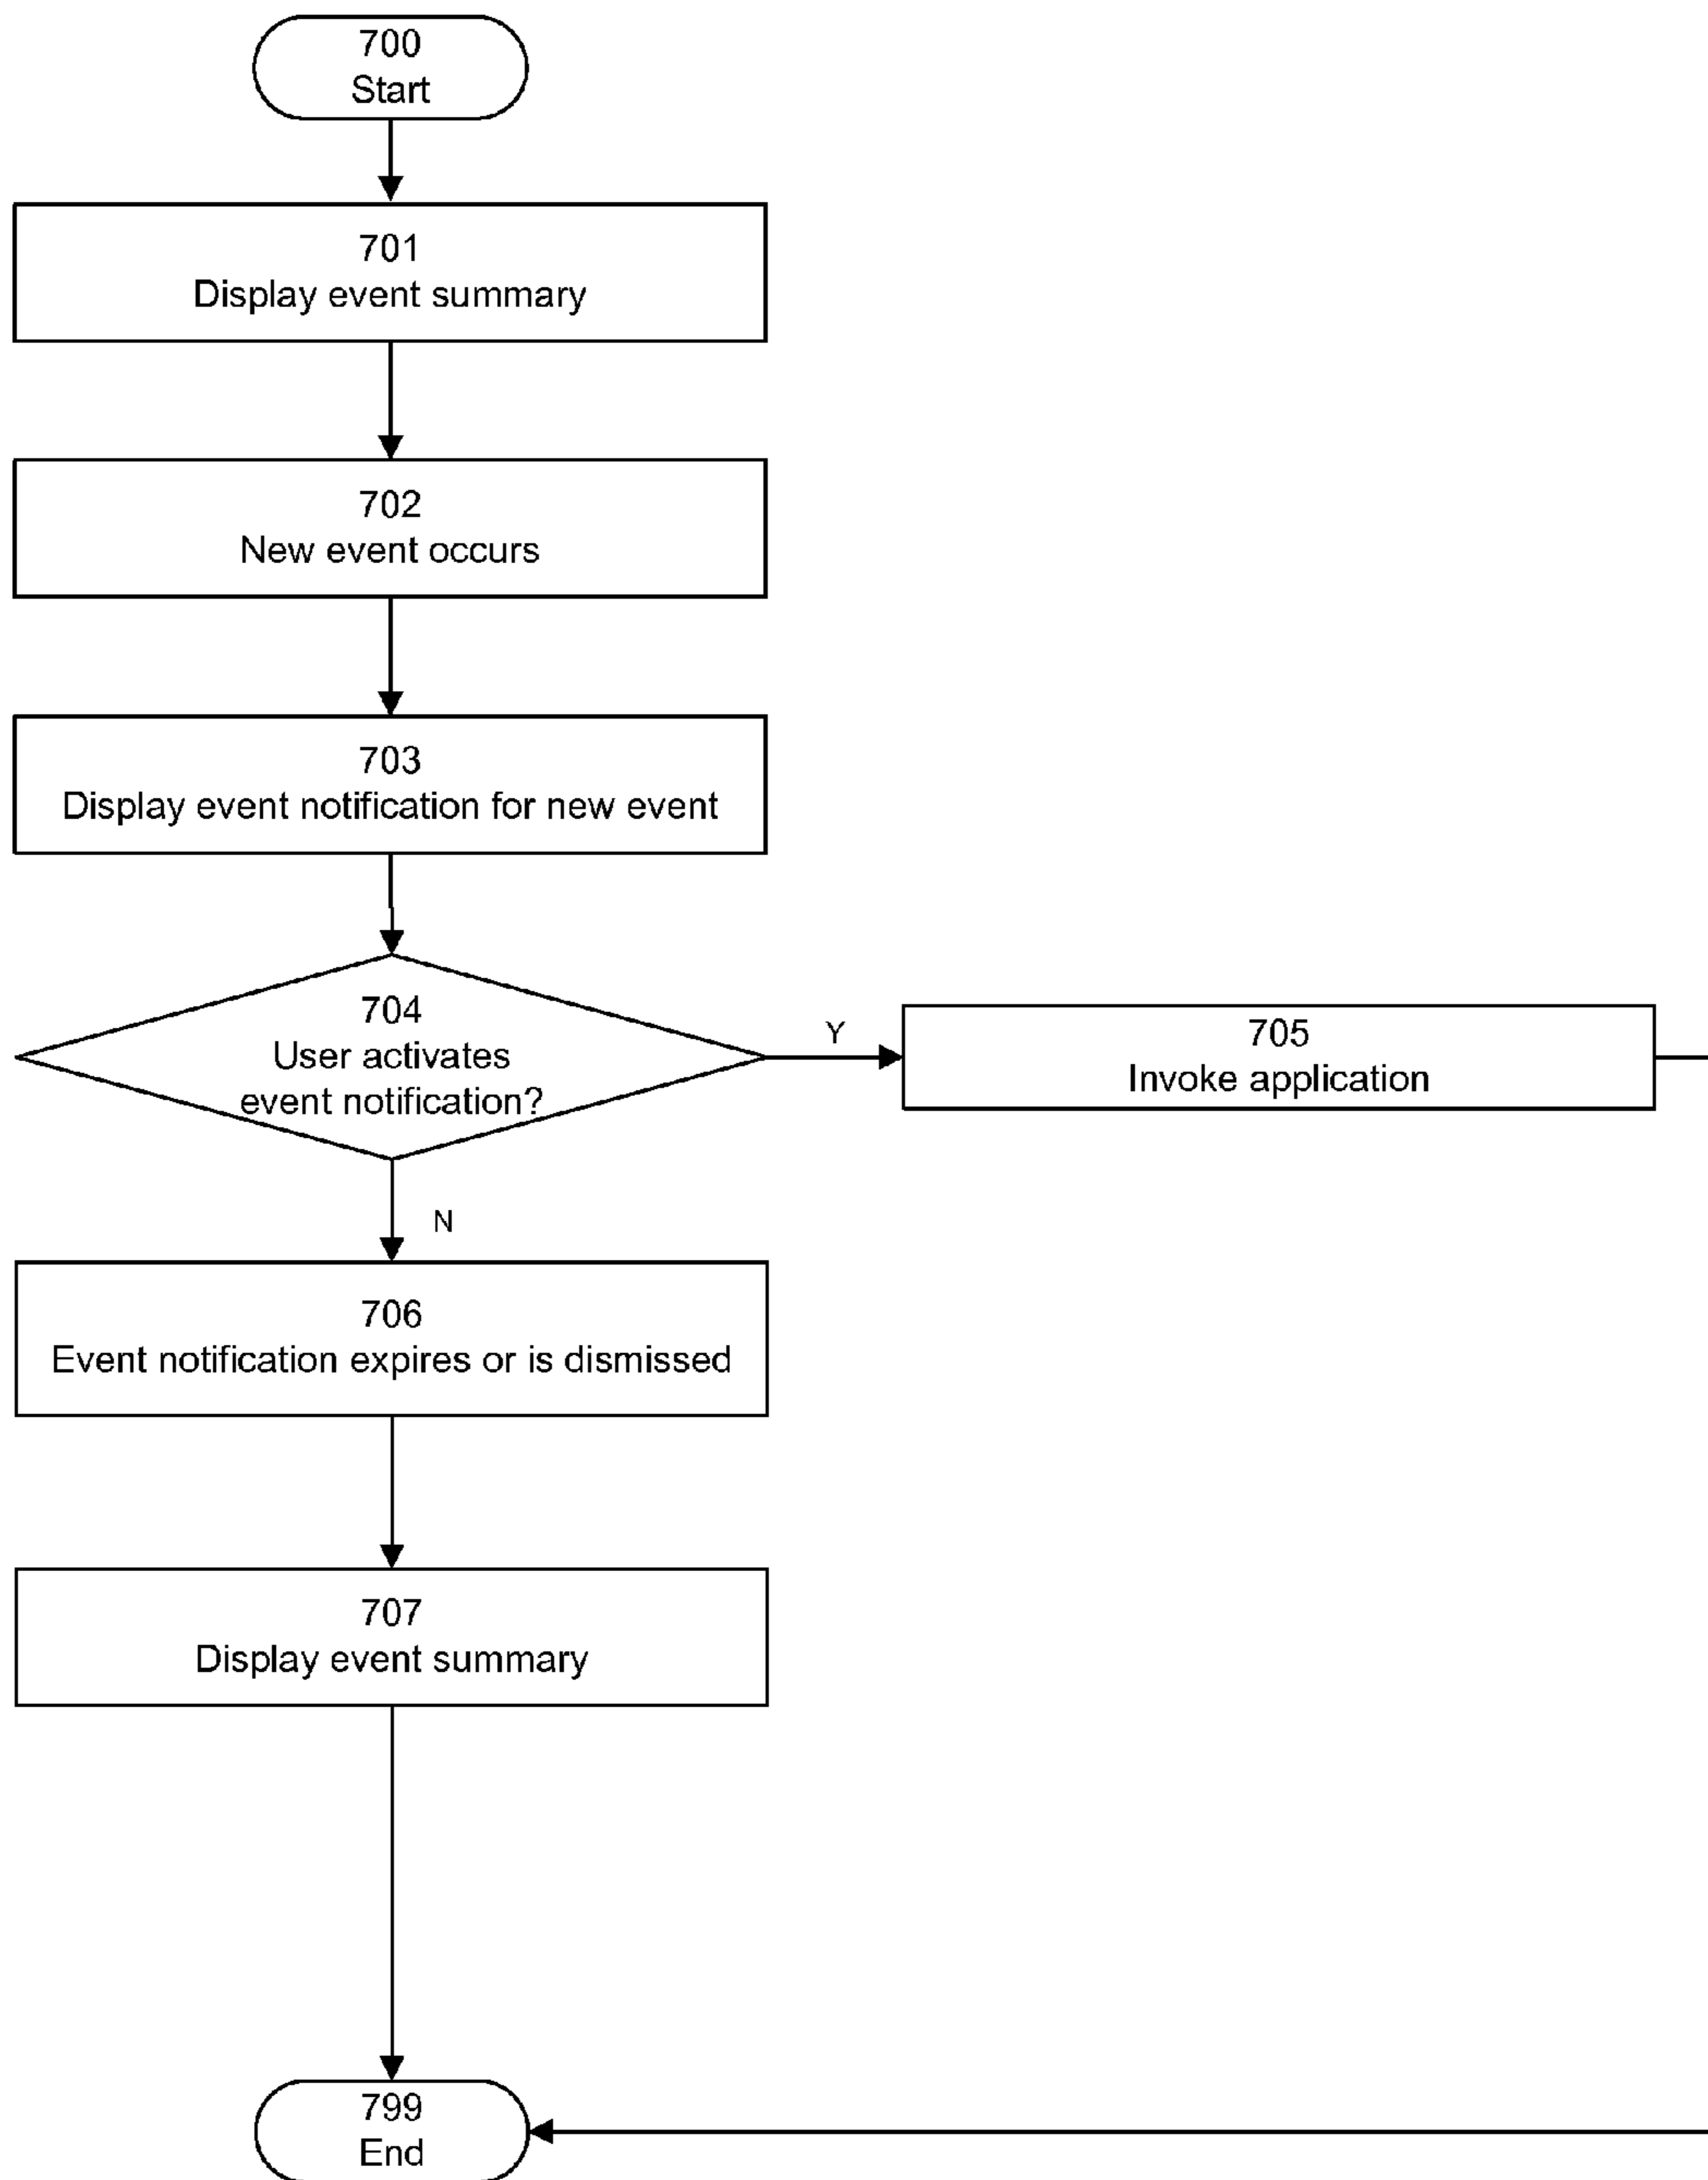 700
Start
701
Display event summary
702
New event occurs
703
Display event notification for new event
704
User activates
event notification?
Y
705
Invoke application
N
706
Event notification expires or is dismissed
707
Display event summary
799
End